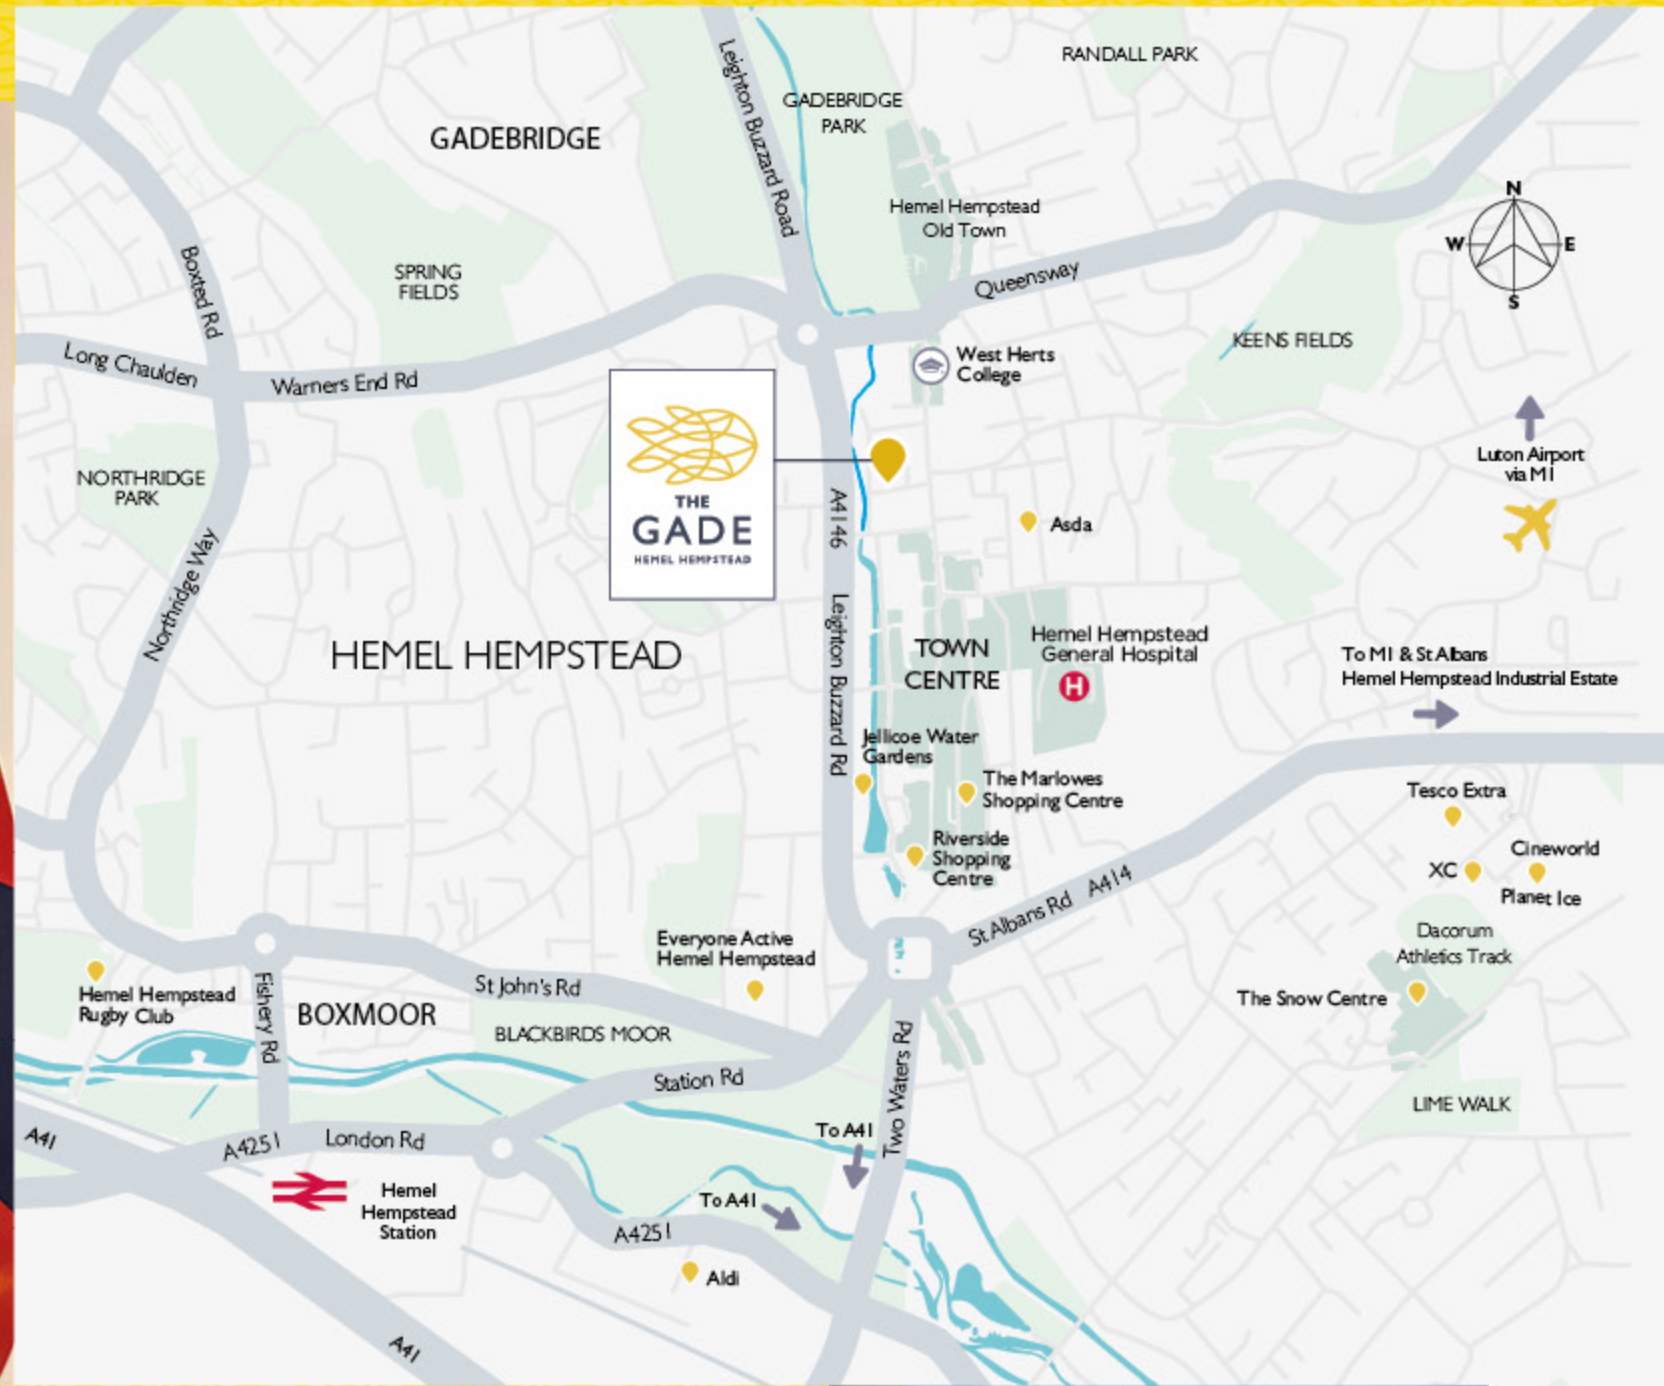 RANDALL PARK
Leighton Buzzard Road
GADEBRIDGE
PARK
GADEBRIDGE
N
W
E
S
Hemel Hempstead
Old Town
Queensway
Boxted Rd
SPRING
FIELDS
KEENS FIELDS
Long Chaulden
Warners End Rd
West Herts
College
THE
GADE
HEMEL HEMPSTEAD
Luton Airport
via M1
NORTHRIDGE
PARK
A4146
Asda
Northridge Way
HEMEL HEMPSTEAD
Leighton Buzzard Rd
TOWN
CENTRE
Hemel Hempstead
General Hospital
H
To M1 & St Albans
Hemel Hempstead Industrial Estate
Jellicoe Water
Gardens
The Marlowes
Shopping Centre
Riverside
Shopping
Centre
Tesco Extra
Cineworld
XC
Planet Ice
St Albans Rd A414
Dacorum
Athletics Track
The Snow Centre
Everyone Active
Hemel Hempstead
Hemel Hempstead
Rugby Club
Fishery Rd
BOXMOOR
St John's Rd
BLACKBIRDS MOOR
Station Rd
Two Waters Rd
LIME WALK
A41
A4251
London Rd
To A41
To A41
Hemel
Hempstead
Station
A4251
Aldi
A41